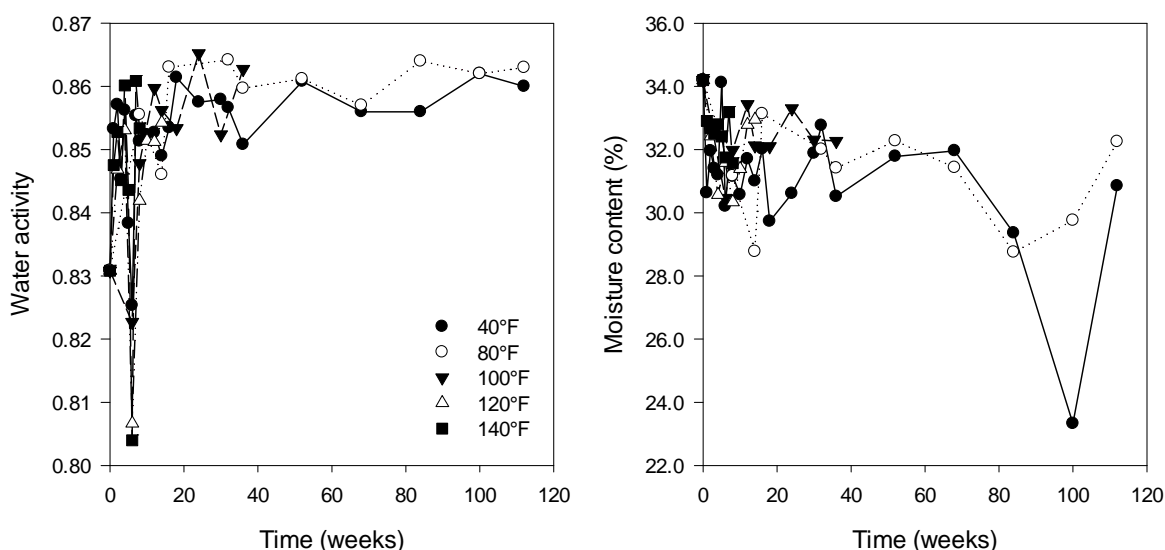 Water activity
0.87
0.86
0.85
0.84
0.83
0.82
0.81
0.80
0 20 40 60 80 100 120
Time (weeks)
40°F
80°F
100°F
120°F
140°F
Moisture content (%)
36.0
34.0
32.0
30.0
28.0
26.0
24.0
22.0
0 20 40 60 80 100 120
Time (weeks)